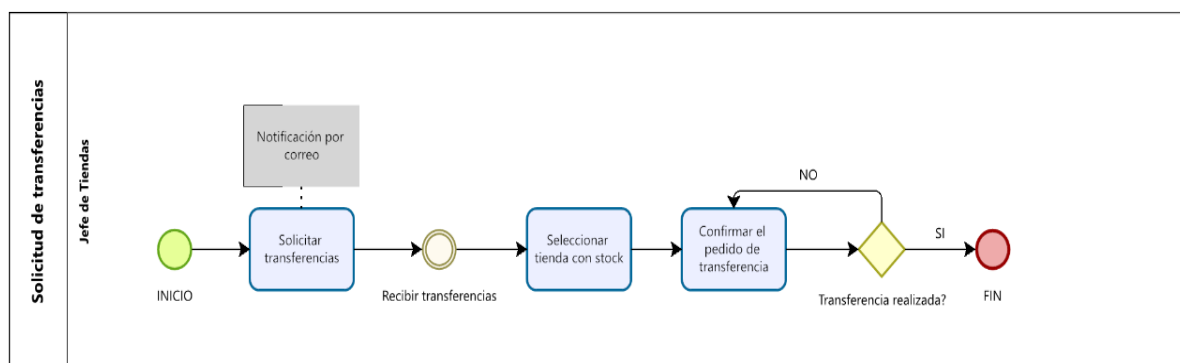 Solicitud de transferencias
Jefe de Tiendas
Notificación por
correo
NO
Solicitar
transferencias
Seleccionar
tienda con stock
Confirmar el
pedido de
transferencia
SI
INICIO
Recibir transferencias
Transferencia realizada?
FIN